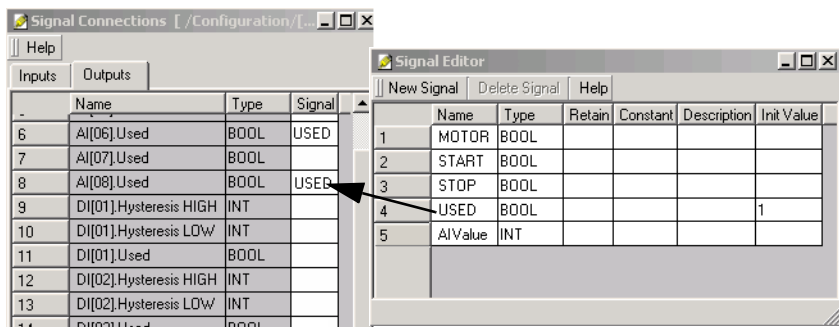 Signal Connections [ /Configuration/[...
Help
Inputs Outputs
Name Type Signal
6 AI[06].Used BOOL USED
7 AI[07].Used BOOL
8 AI[08].Used BOOL USED
9 DI[01].Hysteresis HIGH INT
10 DI[01].Hysteresis LOW INT
11 DI[01].Used BOOL
12 DI[02].Hysteresis HIGH INT
13 DI[02].Hysteresis LOW INT
Signal Editor
New Signal Delete Signal Help
Name Type Retain Constant Description Init Value
1 MOTOR BOOL
2 START BOOL
3 STOP BOOL
4 USED BOOL 1
5 AIValue INT